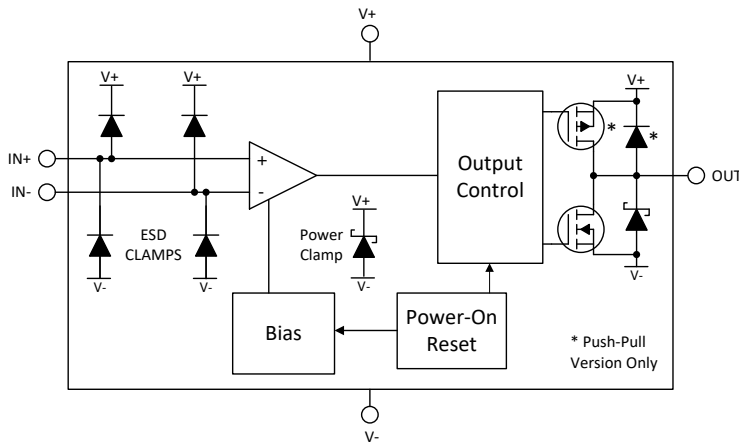 V+
V+
V+
V+
*
*
IN+
IN-
+
-
Output
Control
OUT
ESD
CLAMPS
Power
Clamp
V+
V-
V-
V-
V-
Bias
Power-On
Reset
* Push-Pull
Version Only
V-